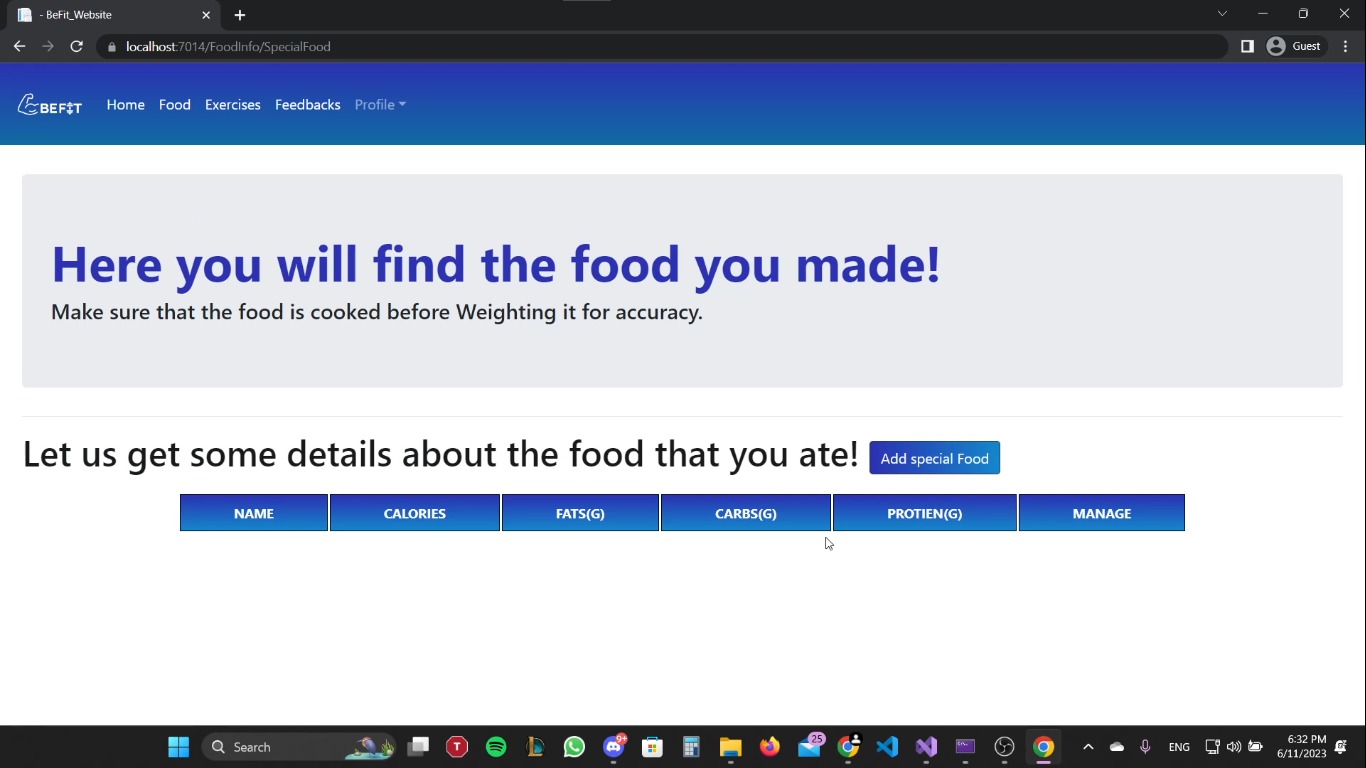 - BeFit_Website
localhost:7014/FoodInfo/SpecialFood
Guest
BEFIT
Home Food Exercises Feedbacks Profile
Here you will find the food you made!
Make sure that the food is cooked before Weighting it for accuracy.
Let us get some details about the food that you ate! Add special Food
NAME CALORIES FATS(G) CARBS(G) PROTIEN(G) MANAGE
Search
T
9+
25
ENG
6:32 PM
6/11/2023